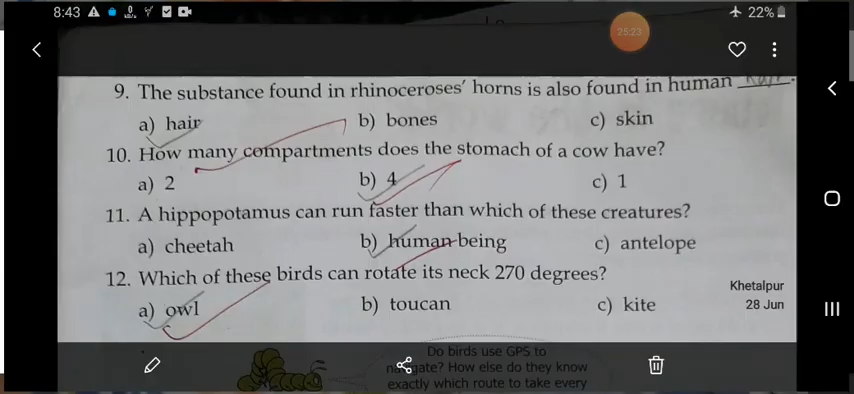 8:43
22%
25:23
9. The substance found in rhinoceroses' horns is also found in human hair.
a) hair b) bones c) skin
10. How many compartments does the stomach of a cow have?
a) 2 b) 4 c) 1
11. A hippopotamus can run faster than which of these creatures?
a) cheetah b) human being c) antelope
12. Which of these birds can rotate its neck 270 degrees?
a) owl b) toucan c) kite
Khetalpur
28 Jun
Do birds use GPS to
navigate? How else do they know
exactly which route to take every